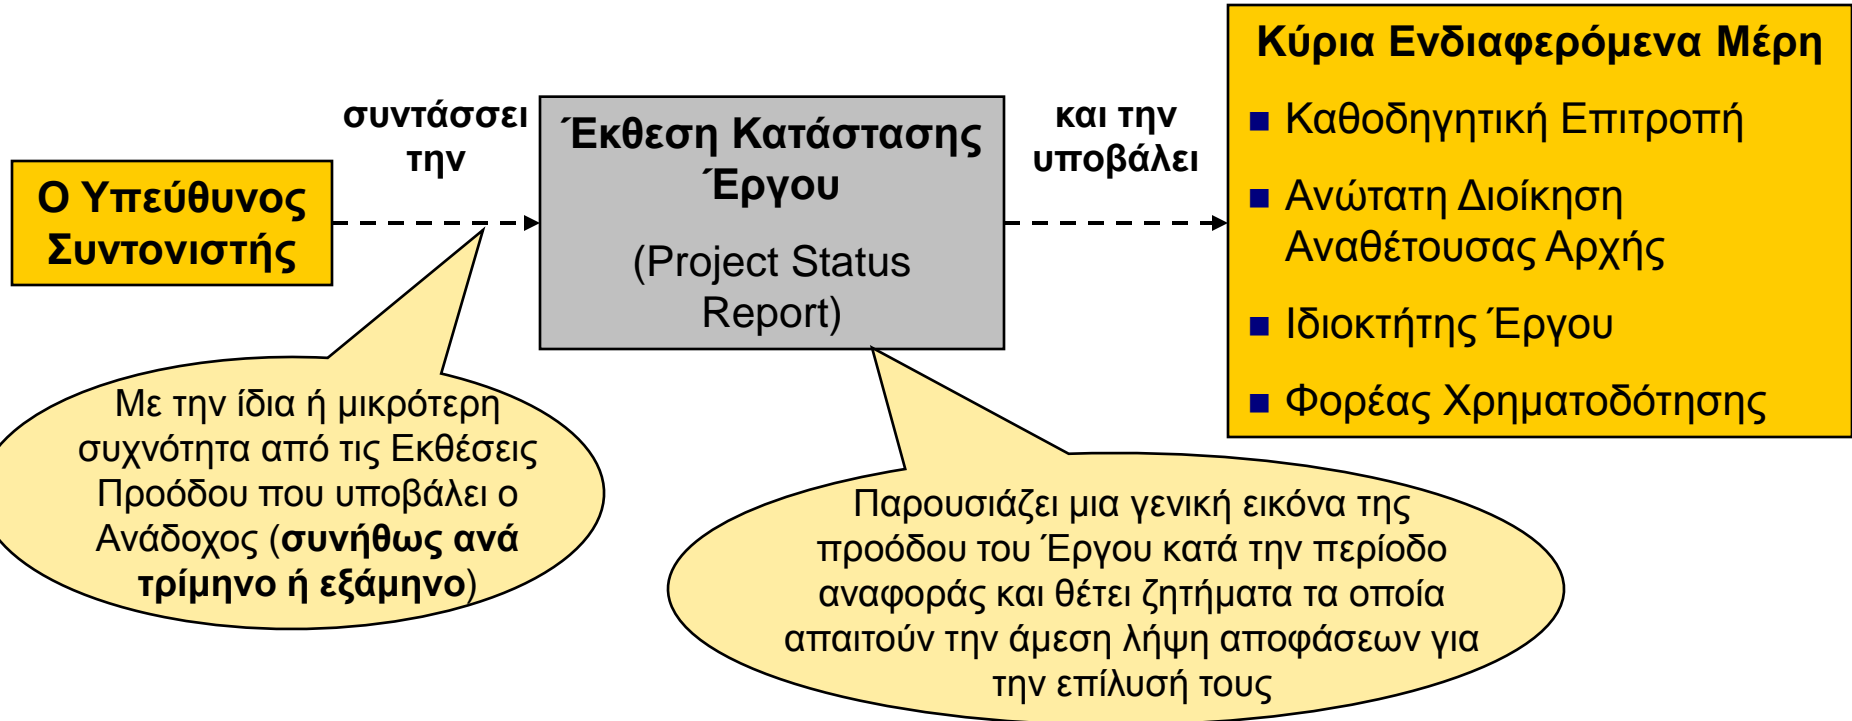 Ο Υπεύθυνος
Συντονιστής
συντάσσει
την
Έκθεση Κατάστασης
Έργου
(Project Status
Report)
και την
υποβάλει
Κύρια Ενδιαφερόμενα Μέρη
Καθοδηγητική Επιτροπή
Ανώτατη Διοίκηση
Αναθέτουσας Αρχής
Ιδιοκτήτης Έργου
Φορέας Χρηματοδότησης
Με την ίδια ή μικρότερη
συχνότητα από τις Εκθέσεις
Προόδου που υποβάλει ο
Ανάδοχος (συνήθως ανά
τρίμηνο ή εξάμηνο)
Παρουσιάζει μια γενική εικόνα της
προόδου του Έργου κατά την περίοδο
αναφοράς και θέτει ζητήματα τα οποία
απαιτούν την άμεση λήψη αποφάσεων για
την επίλυσή τους